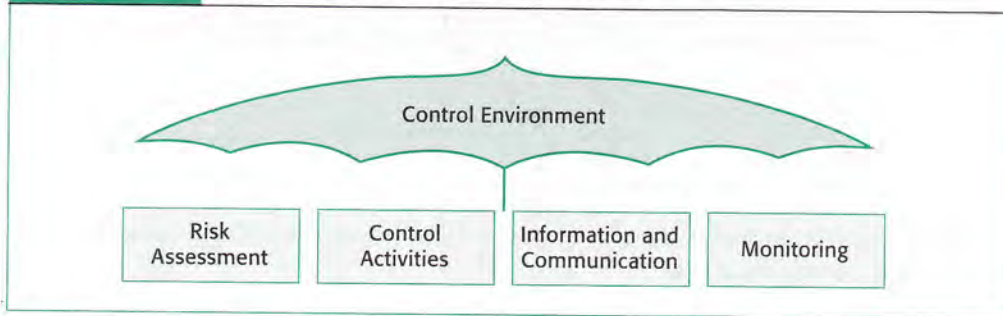 Control Environment
Risk
Assessment
Control
Activities
Information and
Communication
Monitoring